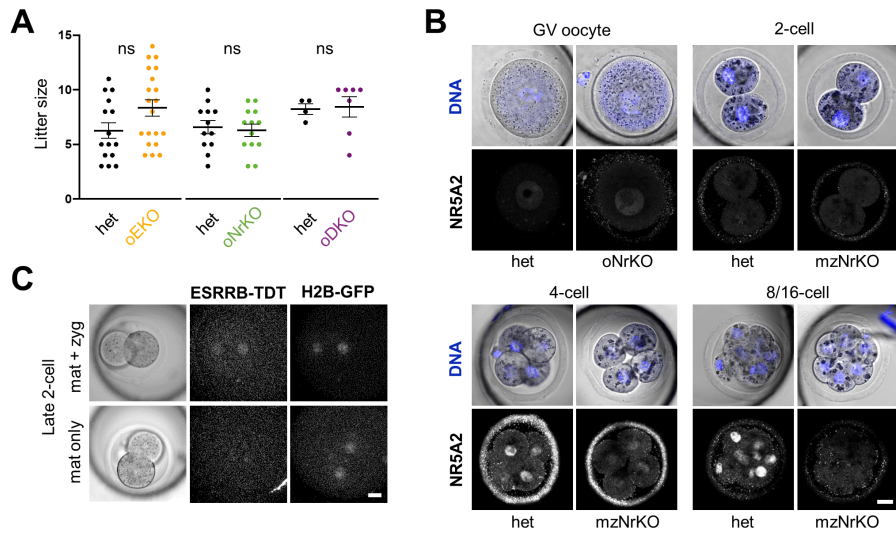 A
15
10
5
0
Litter size
ns
ns
ns
het
oEKO
het
oNrKO
het
oDKO
B
GV oocyte
2-cell
DNA
NR5A2
het
oNrKO
het
mzNrKO
4-cell
8/16-cell
DNA
NR5A2
het
mzNrKO
het
mzNrKO
C
ESRRB-TDT
H2B-GFP
Late 2-cell
mat + zyg
mat only